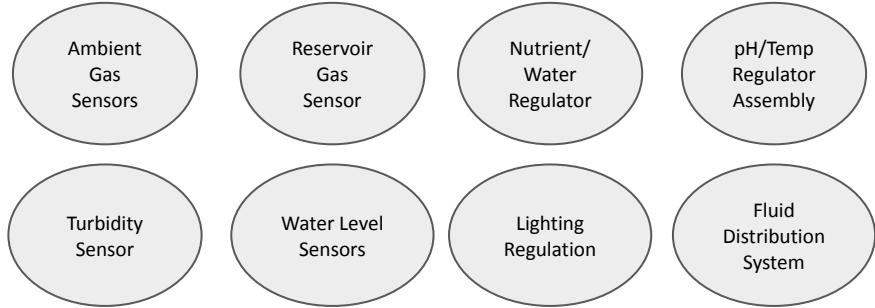 Ambient
Gas
Sensors
Reservoir
Gas
Sensor
Nutrient/
Water
Regulator
pH/Temp
Regulator
Assembly
Turbidity
Sensor
Water Level
Sensors
Lighting
Regulation
Fluid
Distribution
System